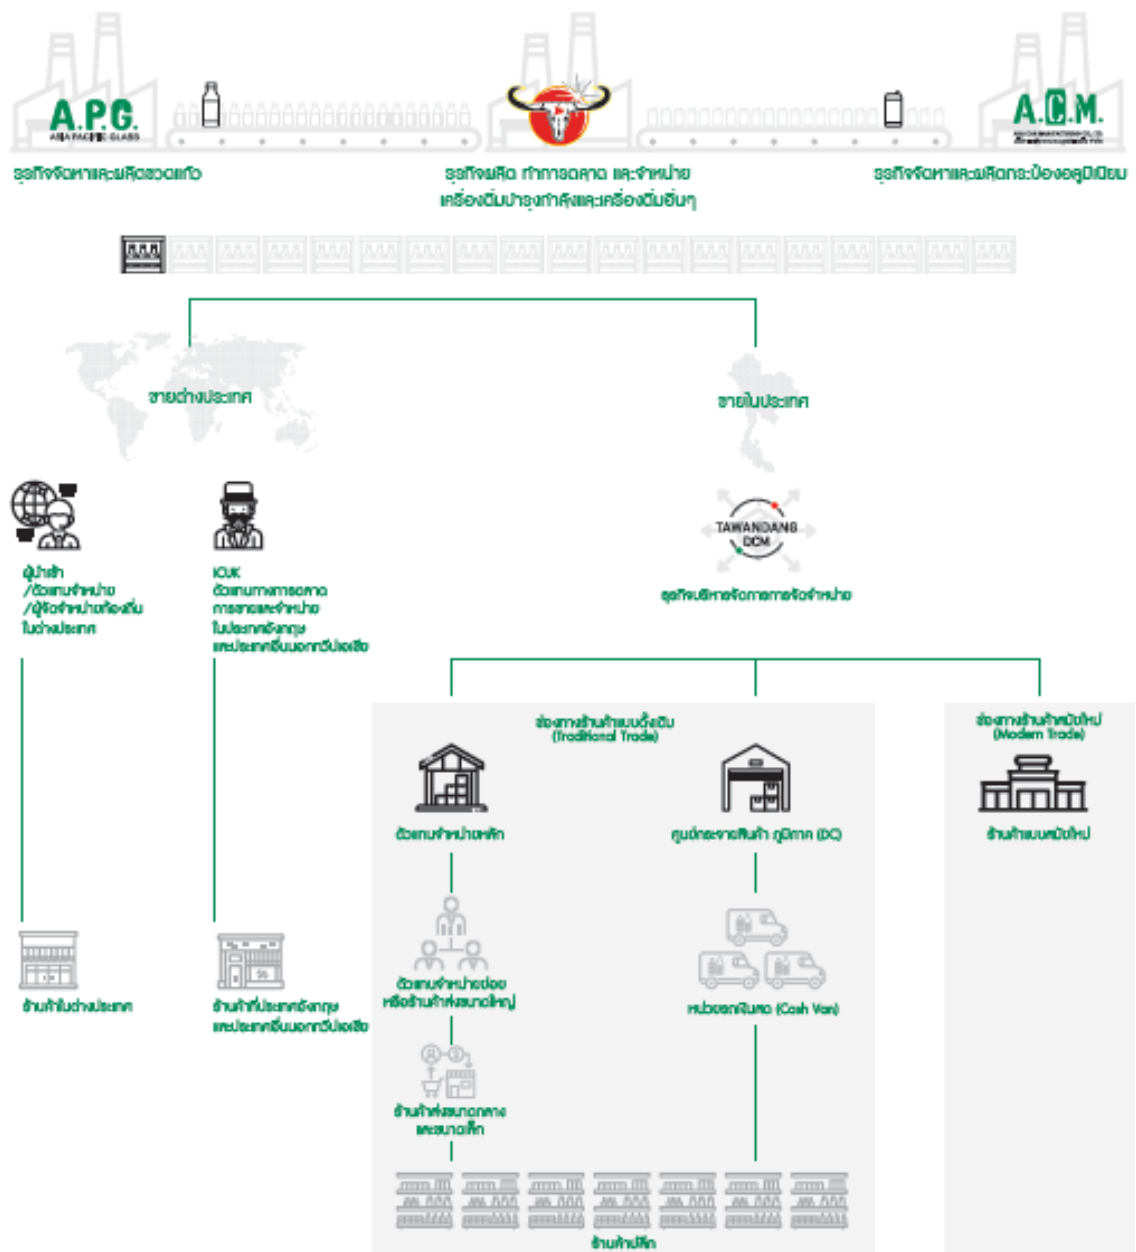 A.P.G.
ASIA PACIFIC GLASS
A.C.M.
ธุรกิจจัดหาและผลิตขวดแก้ว
ธุรกิจผลิต ทำการตลาด และจำหน่าย
เครื่องดื่มบำรุงกำลังและเครื่องดื่มอื่นๆ
ธุรกิจจัดหาและผลิตกระป๋องอลูมิเนียม
ขายต่างประเทศ
ขายในประเทศ
TAWANDANG
DCM
ธุรกิจบริหารจัดการการจัดจำหน่าย
ผู้นำเข้า
/ตัวแทนจำหน่าย
/ผู้จัดจำหน่ายท้องถิ่น
ในต่างประเทศ
ICUK
ตัวแทนทางการตลาด
การขายและจำหน่าย
ในประเทศอังกฤษ
และประเทศอื่นนอกทวีปเอเชีย
ช่องทางร้านค้าแบบดั้งเดิม
(Traditional Trade)
ช่องทางร้านค้าสมัยใหม่
(Modern Trade)
ตัวแทนจำหน่ายหลัก
ศูนย์กระจายสินค้า ภูมิภาค (DC)
ร้านค้าแบบสมัยใหม่
ร้านค้าในต่างประเทศ
ร้านค้าที่ประเทศอังกฤษ
และประเทศอื่นนอกทวีปเอเชีย
ตัวแทนจำหน่ายย่อย
หรือร้านค้าส่งขนาดใหญ่
หน่วยรถเงินสด (Cash Van)
ร้านค้าส่งขนาดกลาง
และขนาดเล็ก
ร้านค้าปลีก